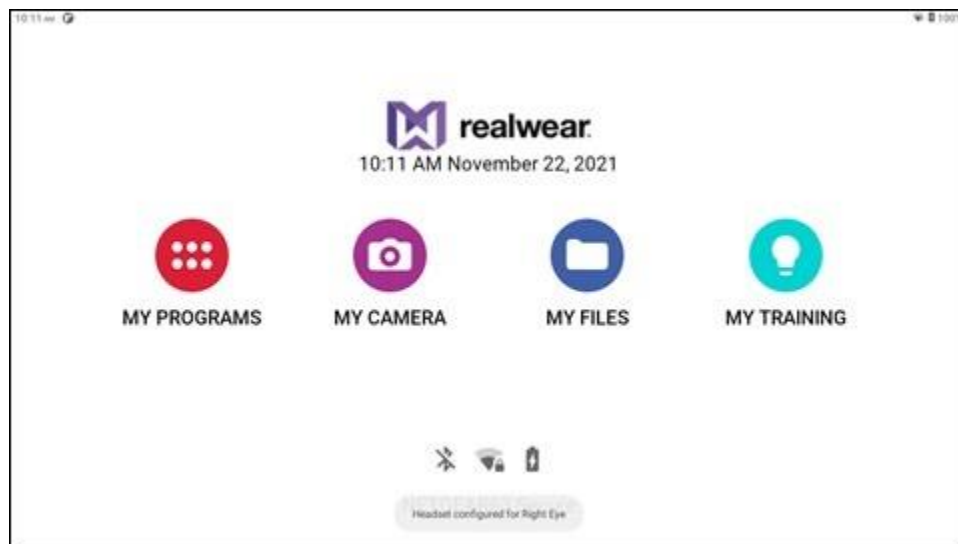 10:11 AM
100%
realwear
10:11 AM November 22, 2021
MY PROGRAMS
MY CAMERA
MY FILES
MY TRAINING
Headset configured for Right Eye